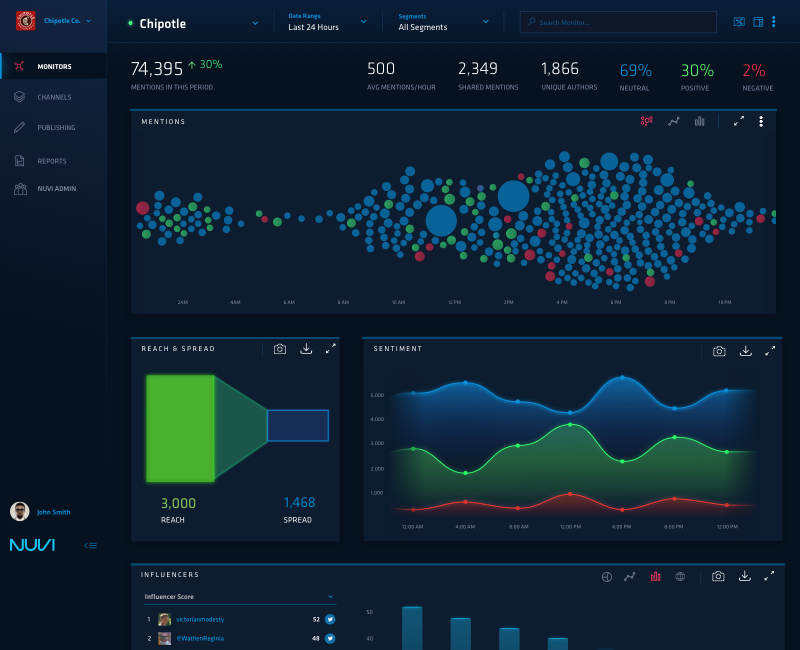 Chipotle Co.
Chipotle
Date Range
Last 24 Hours
Segments
All Segments
Search Monitor...
MONITORS
CHANNELS
PUBLISHING
REPORTS
NUVI ADMIN
John Smith
NUVI
74,395 30%
MENTIONS IN THIS PERIOD
500
AVG MENTIONS/HOUR
2,349
SHARED MENTIONS
1,866
UNIQUE AUTHORS
69%
NEUTRAL
30%
POSITIVE
2%
NEGATIVE
MENTIONS
2AM 4AM 6 AM 8 AM 10 AM 12 PM 2PM 4 PM 6 PM 8 PM 10 PM
REACH & SPREAD
3,000
REACH
1,468
SPREAD
SENTIMENT
5,000
4,000
3,000
2,000
1,000
12:00 AM 4:00 AM 8:00 AM 12:00 PM 4:00 PM 8:00 PM 12:00 PM
INFLUENCERS
Influencer Score
1 victorianmodesty 52
2 @WathenReginia 48
50
40